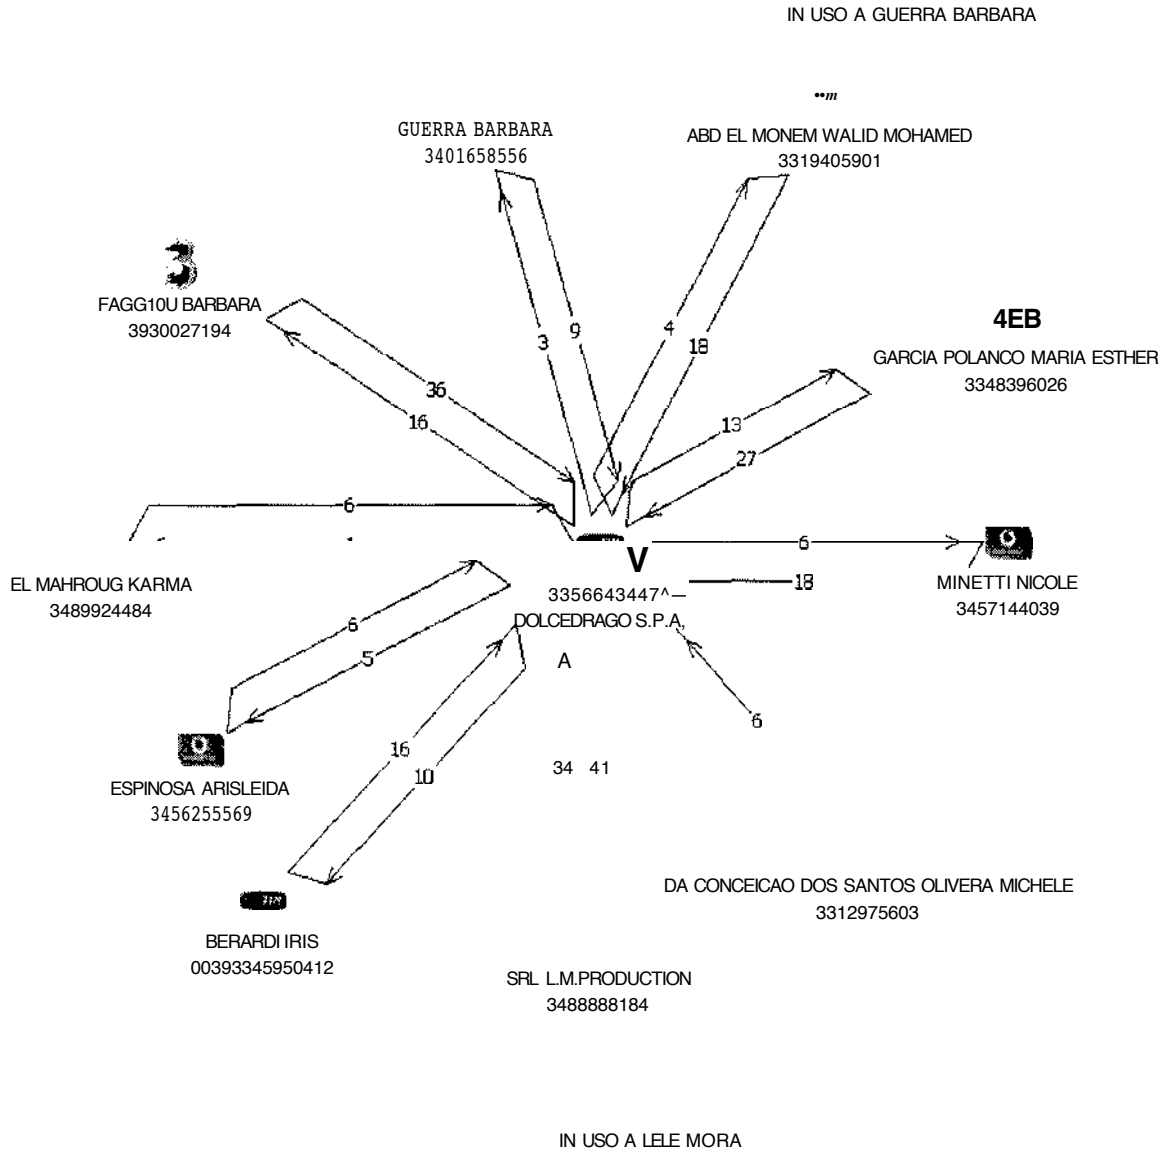 IN USO A GUERRA BARBARA
••m
GUERRA BARBARA
3401658556
ABD EL MONEM WALID MOHAMED
3319405901
3
FAGG10U BARBARA
3930027194
4EB
GARCIA POLANCO MARIA ESTHER
3348396026
3
9
4
18
36
16
13
27
6
6
V
EL MAHROUG KARMA
3489924484
3356643447^—
DOLCEDRAGO S.P.A,
18
MINETTI NICOLE
3457144039
6
5
A
6
16
10
34 41
ESPINOSA ARISLEIDA
3456255569
DA CONCEICAO DOS SANTOS OLIVERA MICHELE
3312975603
BERARDI IRIS
00393345950412
SRL L.M.PRODUCTION
3488888184
IN USO A LELE MORA